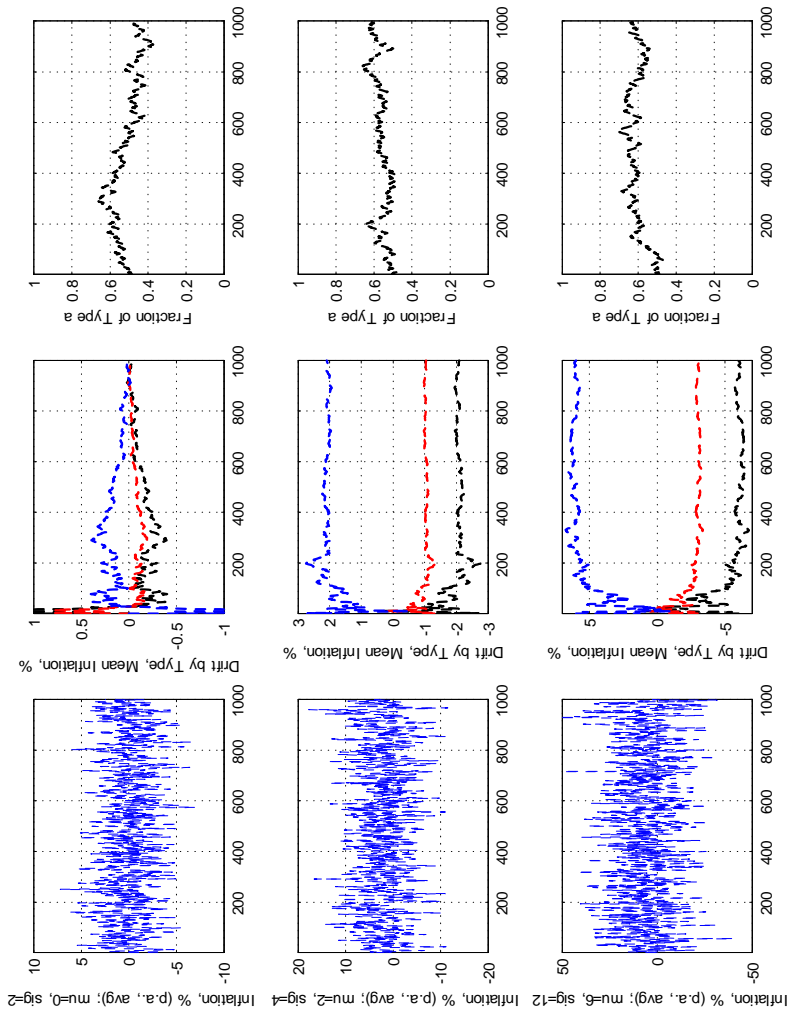 Inflation, % (p.a., avg); mu=0, sig=2
10
5
0
-5
-10
200 400 600 800 1000
Drift by Type, Mean Inflation, %
1
0.5
0
-0.5
-1
200 400 600 800 1000
Fraction of Type a
1
0.8
0.6
0.4
0.2
0
200 400 600 800 1000
Inflation, % (p.a., avg); mu=2, sig=4
20
10
0
-10
-20
200 400 600 800 1000
Drift by Type, Mean Inflation, %
3
2
1
0
-1
-2
-3
200 400 600 800 1000
Fraction of Type a
1
0.8
0.6
0.4
0.2
0
200 400 600 800 1000
Inflation, % (p.a., avg); mu=6, sig=12
50
0
-50
200 400 600 800 1000
Drift by Type, Mean Inflation, %
5
0
-5
200 400 600 800 1000
Fraction of Type a
1
0.8
0.6
0.4
0.2
0
200 400 600 800 1000